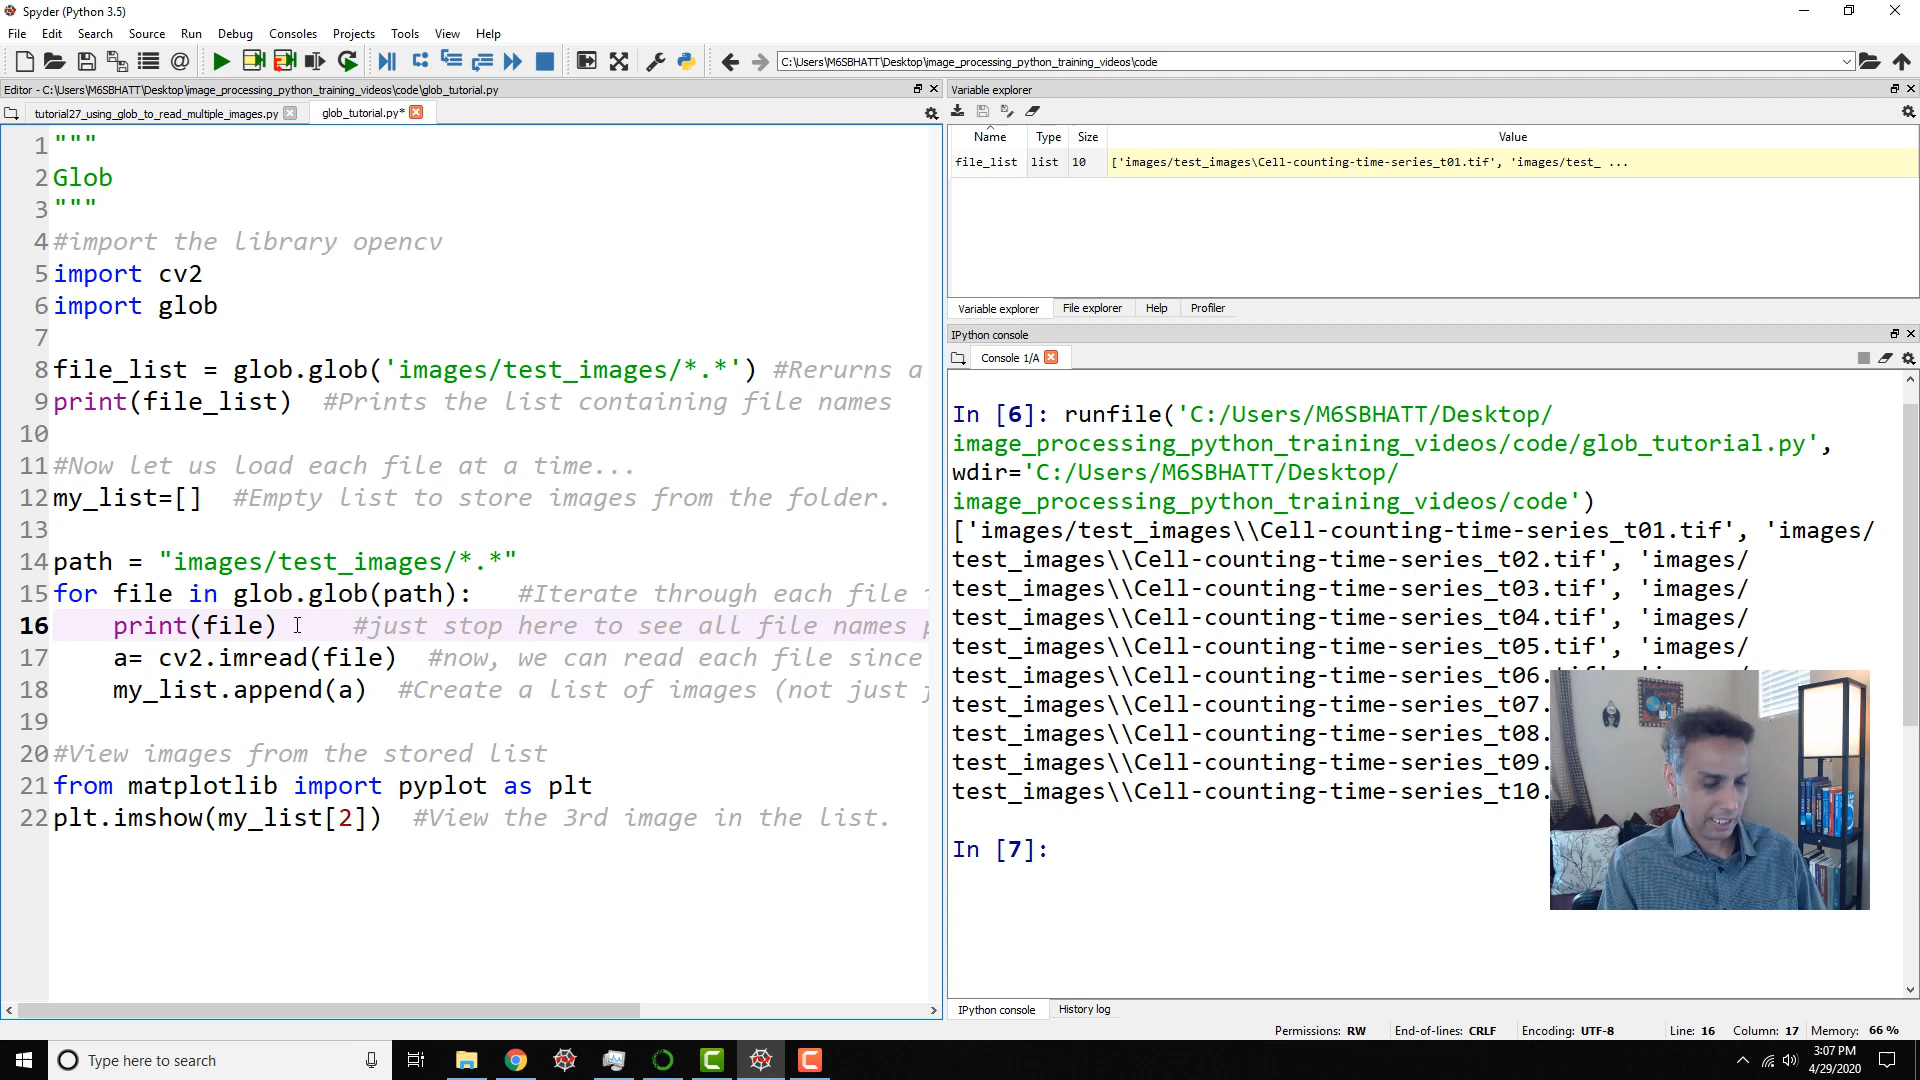 Spyder (Python 3.5)
File Edit Search Source Run Debug Consoles Projects Tools View Help
C:\Users\M6SBHATT\Desktop\image_processing_python_training_videos\code
Editor - C:\Users\M6SBHATT\Desktop\image_processing_python_training_videos\code\glob_tutorial.py
tutorial27_using_glob_to_read_multiple_images.py glob_tutorial.py*
1 """
2 Glob
3 """
4 #import the library opencv
5 import cv2
6 import glob
7
8 file_list = glob.glob('images/test_images/*.*') #Rerurns a
9 print(file_list)  #Prints the list containing file names
10
11 #Now let us load each file at a time...
12 my_list=[]  #Empty list to store images from the folder.
13
14 path = "images/test_images/*.*"
15 for file in glob.glob(path):   #Iterate through each file
16     print(file)     #just stop here to see all file names
17     a= cv2.imread(file)  #now, we can read each file since
18     my_list.append(a)  #Create a list of images (not just
19
20 #View images from the stored list
21 from matplotlib import pyplot as plt
22 plt.imshow(my_list[2])  #View the 3rd image in the list.
Variable explorer
Name Type Size Value
file_list list 10 ['images/test_images\Cell-counting-time-series_t01.tif', 'images/test_ ...
Variable explorer File explorer Help Profiler
IPython console
Console 1/A
In [6]: runfile('C:/Users/M6SBHATT/Desktop/
image_processing_python_training_videos/code/glob_tutorial.py',
wdir='C:/Users/M6SBHATT/Desktop/
image_processing_python_training_videos/code')
['images/test_images\\Cell-counting-time-series_t01.tif', 'images/
test_images\\Cell-counting-time-series_t02.tif', 'images/
test_images\\Cell-counting-time-series_t03.tif', 'images/
test_images\\Cell-counting-time-series_t04.tif', 'images/
test_images\\Cell-counting-time-series_t05.tif', 'images/
test_images\\Cell-counting-time-series_t06.
test_images\\Cell-counting-time-series_t07.
test_images\\Cell-counting-time-series_t08.
test_images\\Cell-counting-time-series_t09.
test_images\\Cell-counting-time-series_t10.
In [7]:
IPython console History log
Permissions: RW End-of-lines: CRLF Encoding: UTF-8 Line: 16 Column: 17 Memory: 66 %
Type here to search
3:07 PM
4/29/2020